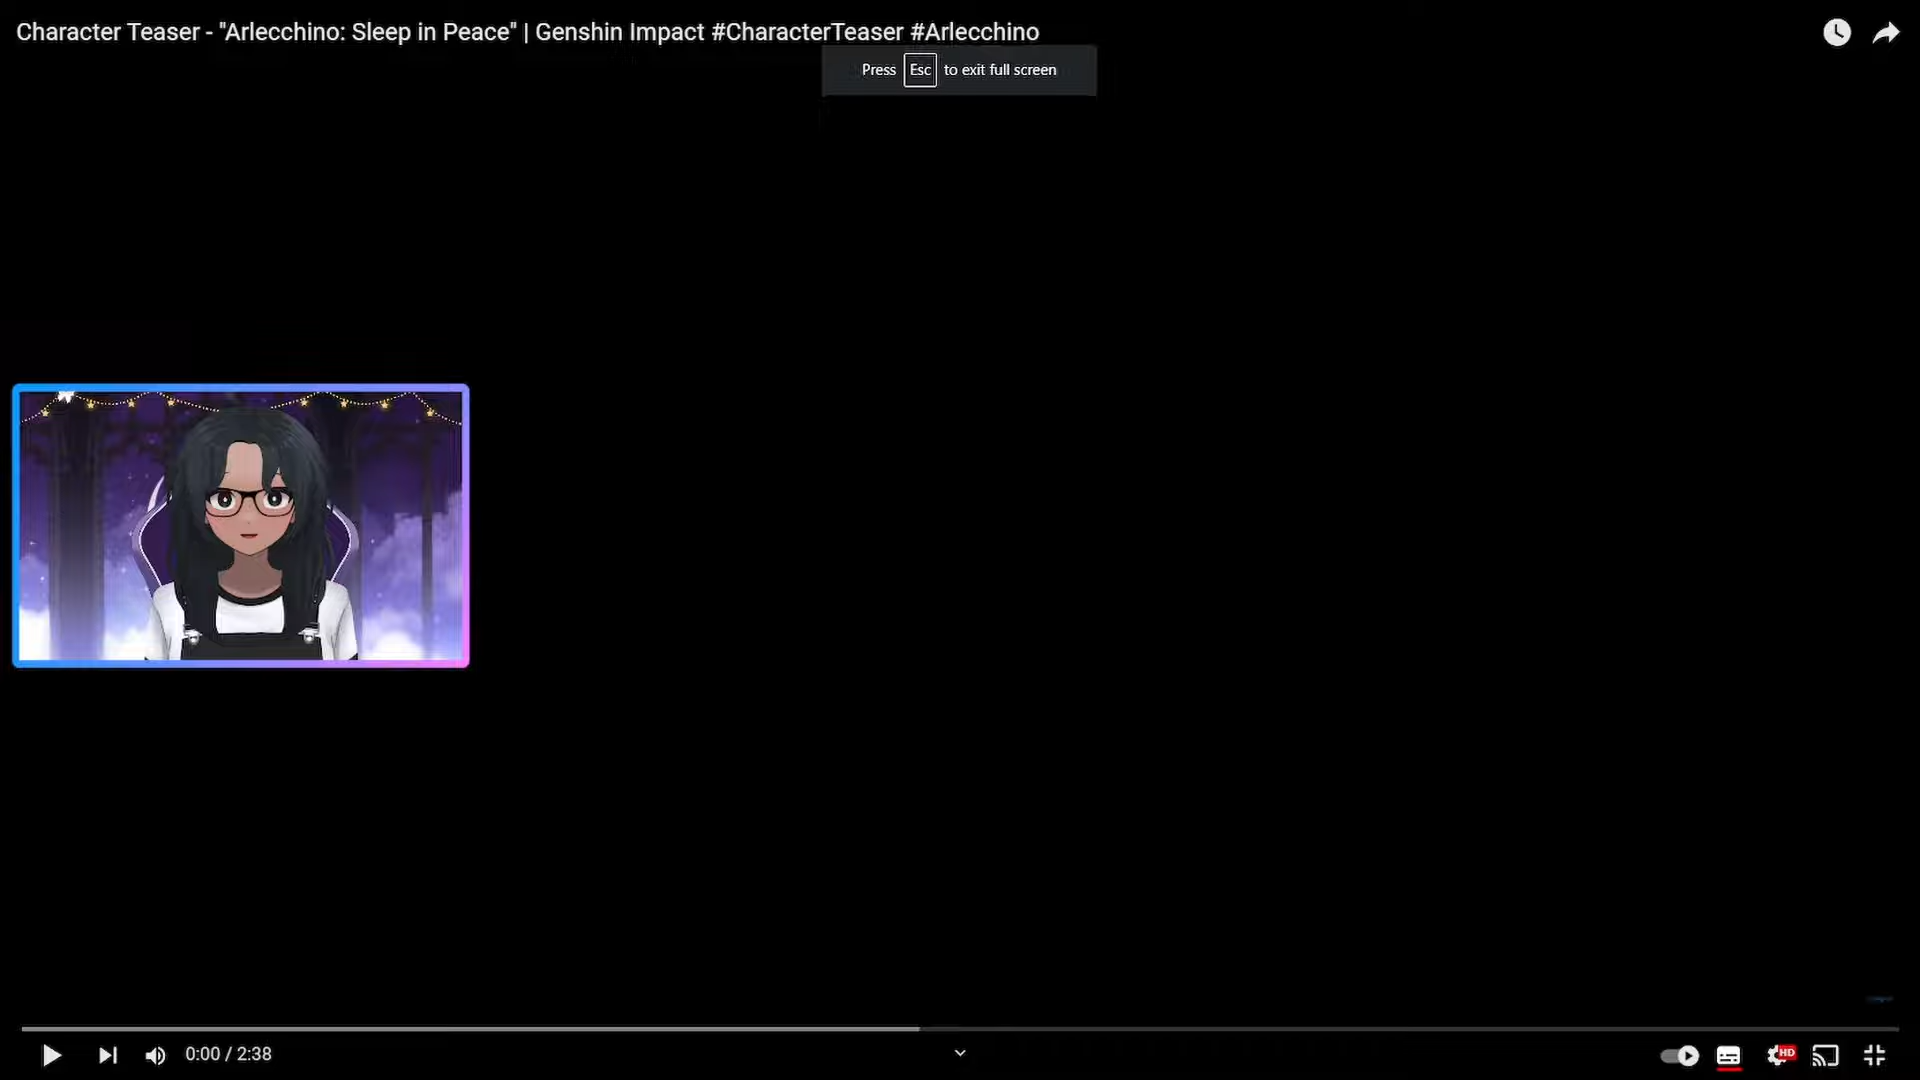 Character Teaser - "Arlecchino: Sleep in Peace" | Genshin Impact #CharacterTeaser #Arlecchino
Press Esc to exit full screen
0:00 / 2:38
HD